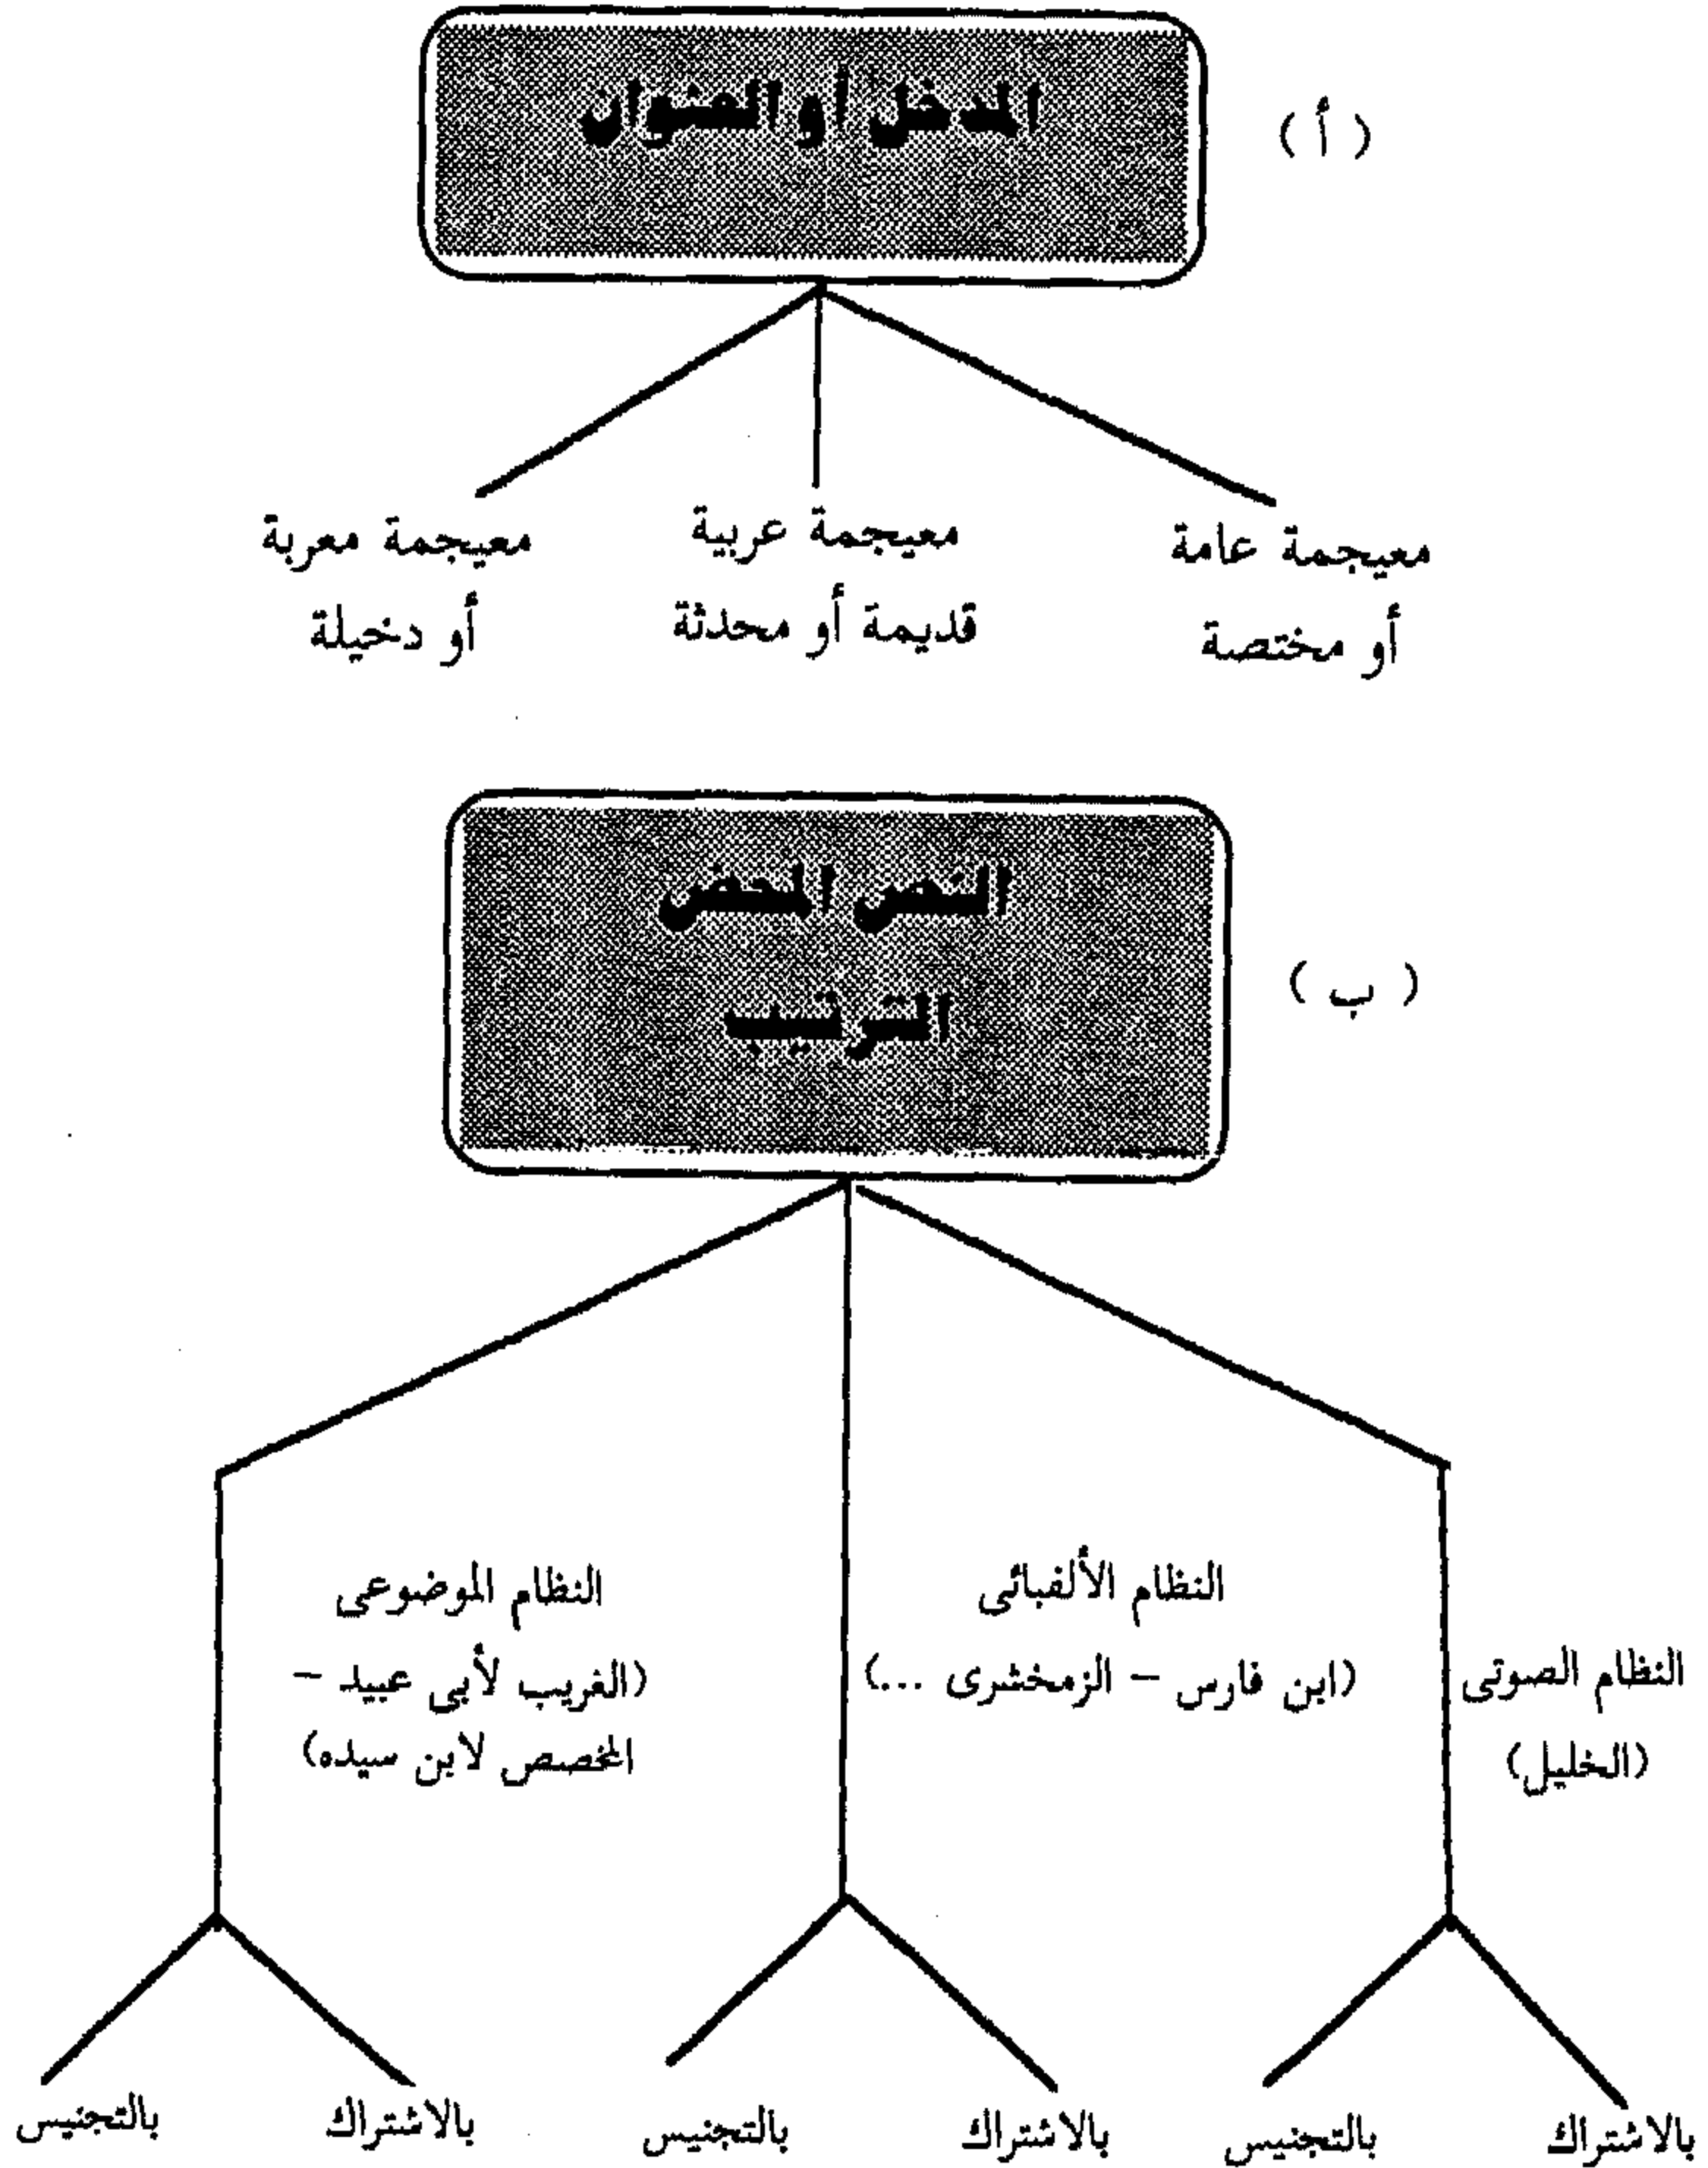 ( أ )
المدخل أو العنوان
معيجمة عامة
أو مختصة
معيجمة عربية
قديمة أو محدثة
معيجمة معربة
أو دخيلة
( ب )
النص المحض
الترتيب
النظام الصوتى
(الخليل)
النظام الألفبائى
(ابن فارس – الزمخشرى ...)
النظام الموضوعى
(الغريب لأبى عبيد –
المخصص لابن سيده)
بالاشتراك
بالتجنيس
بالاشتراك
بالتجنيس
بالاشتراك
بالتجنيس